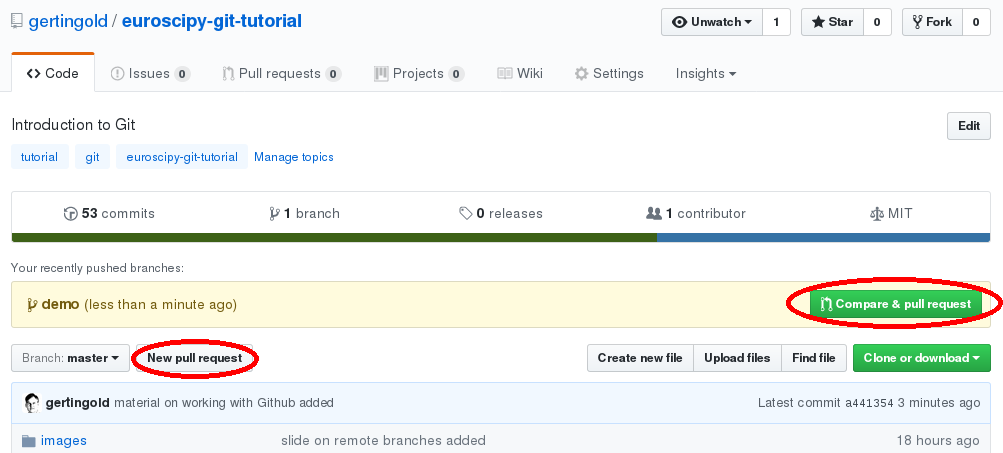 gertingold / euroscipy-git-tutorial Unwatch 1 Star 0 Fork 0
Code Issues 0 Pull requests 0 Projects 0 Wiki Settings Insights
Introduction to Git Edit
tutorial git euroscipy-git-tutorial Manage topics
53 commits 1 branch 0 releases 1 contributor MIT
Your recently pushed branches:
demo (less than a minute ago) Compare & pull request
Branch: master New pull request Create new file Upload files Find file Clone or download
gertingold material on working with Github added Latest commit a441354 3 minutes ago
images slide on remote branches added 18 hours ago